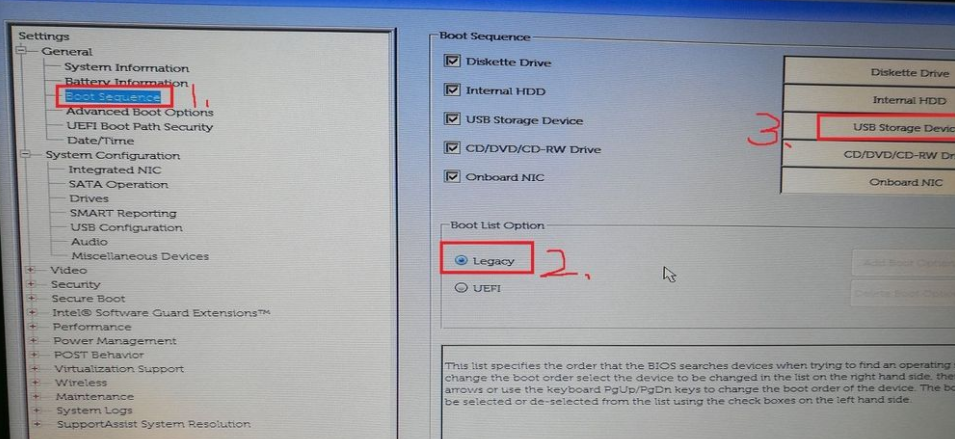 Settings
General
System Information
Battery Information
Boot Sequence
1.
Advanced Boot Options
UEFI Boot Path Security
Date/Time
System Configuration
Integrated NIC
SATA Operation
Drives
SMART Reporting
USB Configuration
Audio
Miscellaneous Devices
Video
Security
Secure Boot
Intel® Software Guard Extensions™
Performance
Power Management
POST Behavior
Virtualization Support
Wireless
Maintenance
System Logs
SupportAssist System Resolution
Boot Sequence
Diskette Drive
Internal HDD
USB Storage Device
CD/DVD/CD-RW Drive
Onboard NIC
Diskette Drive
Internal HDD
3.
USB Storage Devic
CD/DVD/CD-RW Dri
Onboard NIC
Boot List Option
Legacy
2.
UEFI
Add Boot Option
Delete Boot Option
This list specifies the order that the BIOS searches devices when trying to find an operating
change the boot order select the device to be changed in the list on the right hand side, the
arrows or use the keyboard PgUp/PgDn keys to change the boot order of the device. The bo
be selected or de-selected from the list using the check boxes on the left hand side.